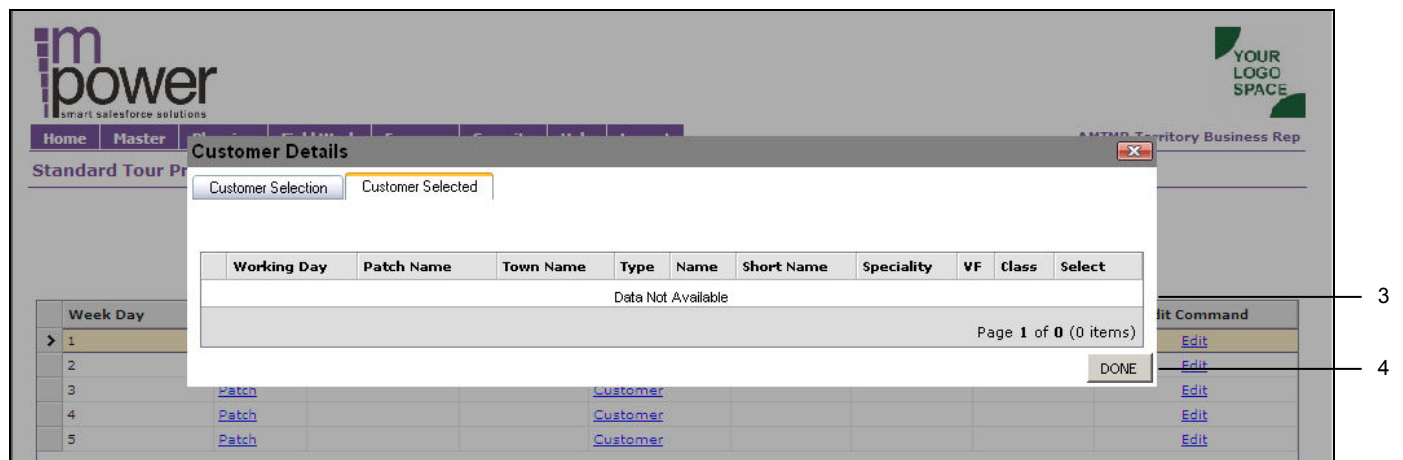 mpower
smart salesforce solutions
YOUR
LOGO
SPACE
Home Master
Territory Business Rep
Standard Tour Pr
Customer Details
Customer Selection Customer Selected
Working Day Patch Name Town Name Type Name Short Name Speciality VF Class Select
Data Not Available
3
Page 1 of 0 (0 items)
DONE
4
Week Day
dit Command
1 Edit
2 Edit
3 Patch Customer Edit
4 Patch Customer Edit
5 Patch Customer Edit